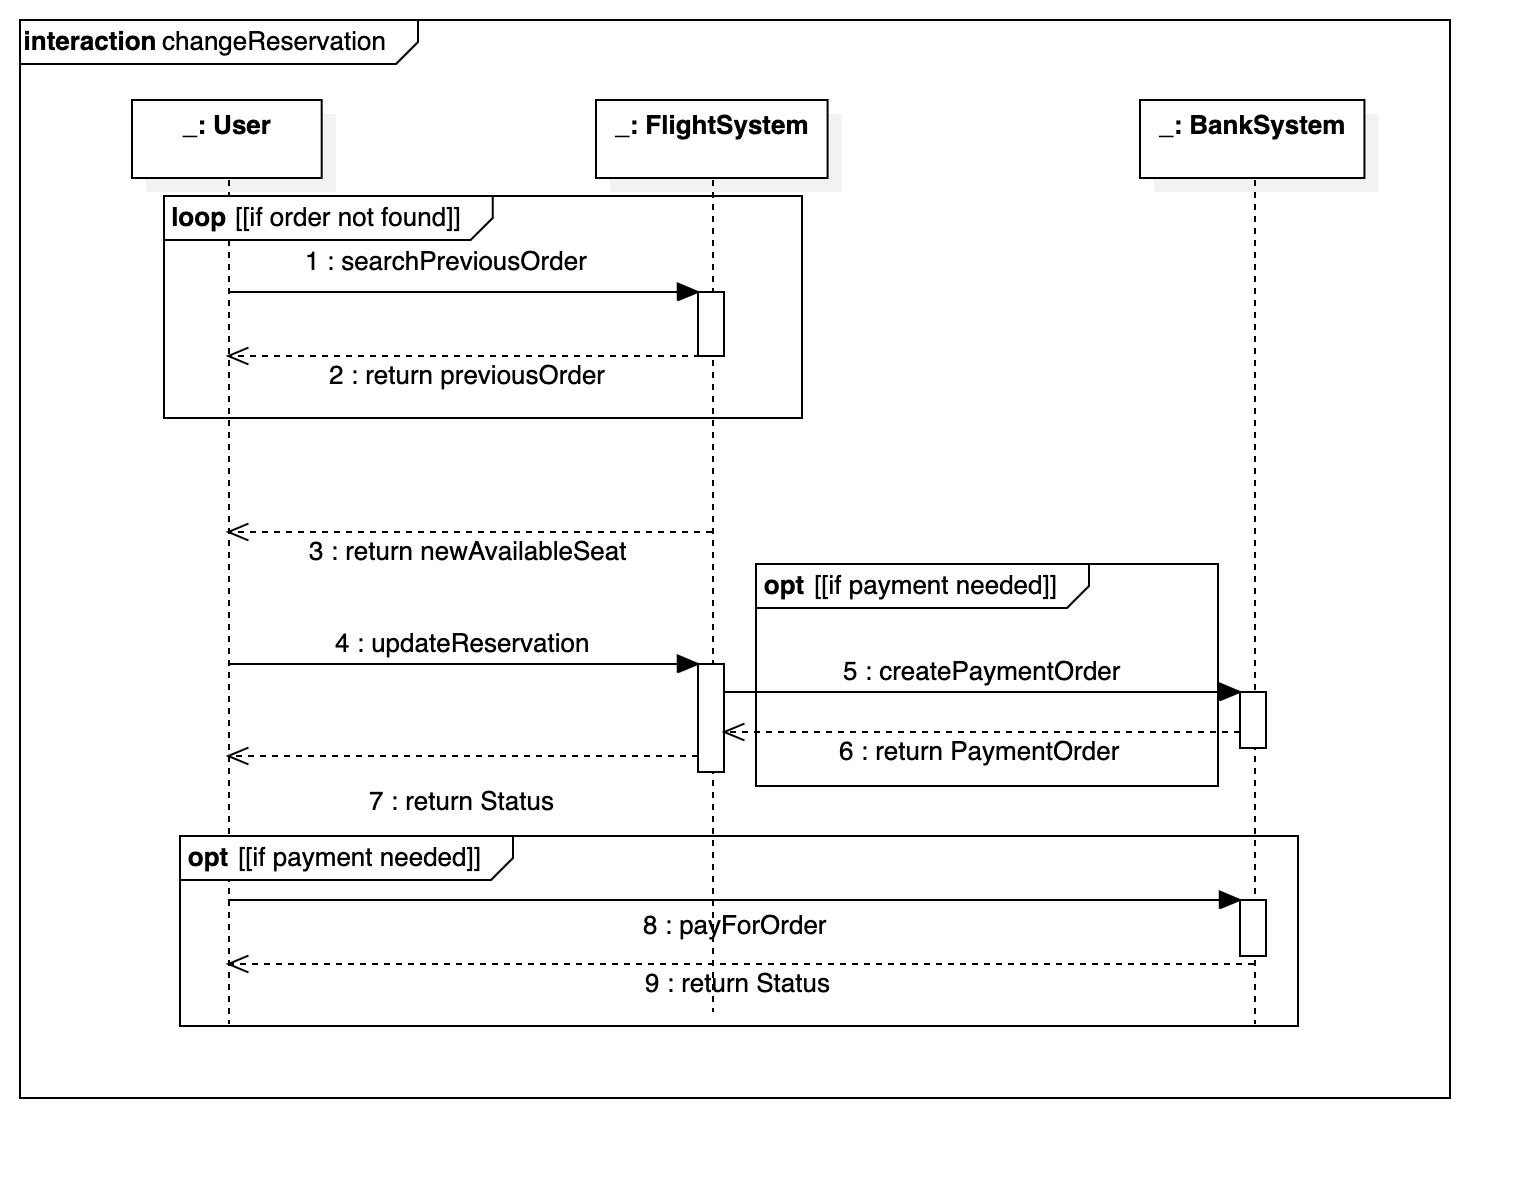 interaction changeReservation
_: User
_: FlightSystem
_: BankSystem
loop [[if order not found]]
1 : searchPreviousOrder
2 : return previousOrder
3 : return newAvailableSeat
opt [[if payment needed]]
4 : updateReservation
5 : createPaymentOrder
6 : return PaymentOrder
7 : return Status
opt [[if payment needed]]
8 : payForOrder
9 : return Status